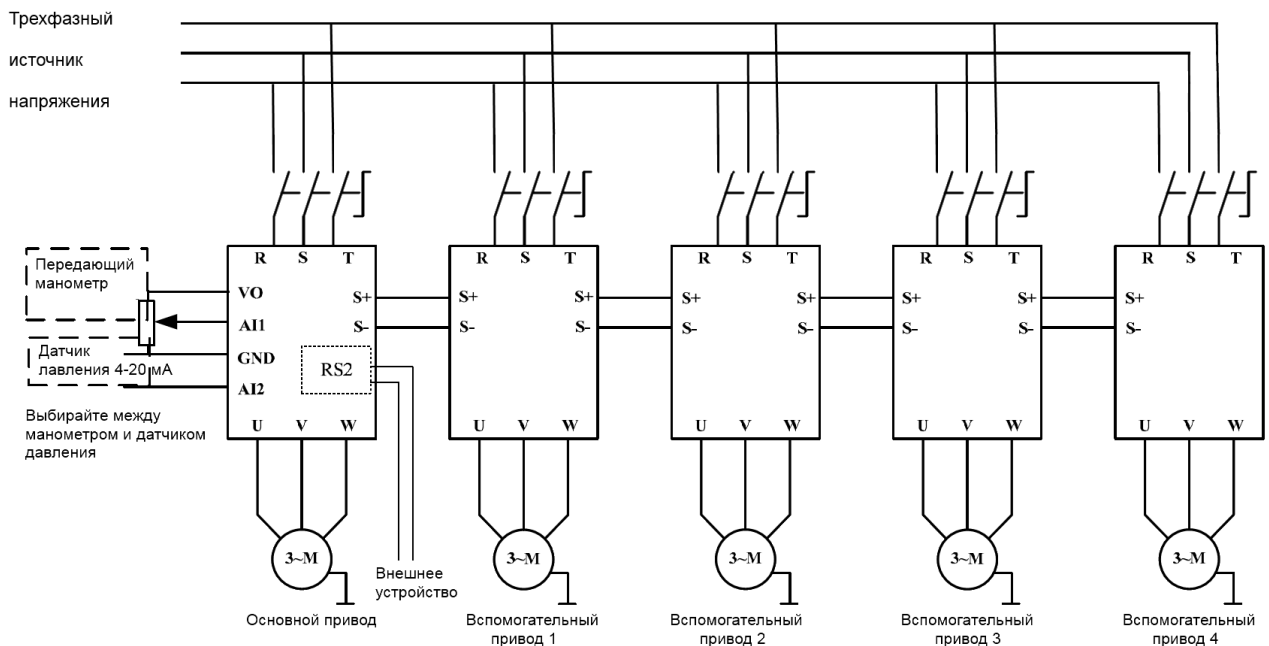 Трехфазный
источник
напряжения
R S T
R S T
R S T
R S T
R S T
Передающий
манометр
VO
AI1
GND
AI2
S+
S-
RS2
S+
S-
S+
S-
S+
S-
S+
S-
S+
S-
S+
S-
S+
S-
Датчик
лавления 4-20 мА
Выбирайте между
манометром и датчиком
давления
U V W
U V W
U V W
U V W
U V W
3~M
3~M
3~M
3~M
3~M
Внешнее
устройство
Основной привод
Вспомогательный
привод 1
Вспомогательный
привод 2
Вспомогательный
привод 3
Вспомогательный
привод 4